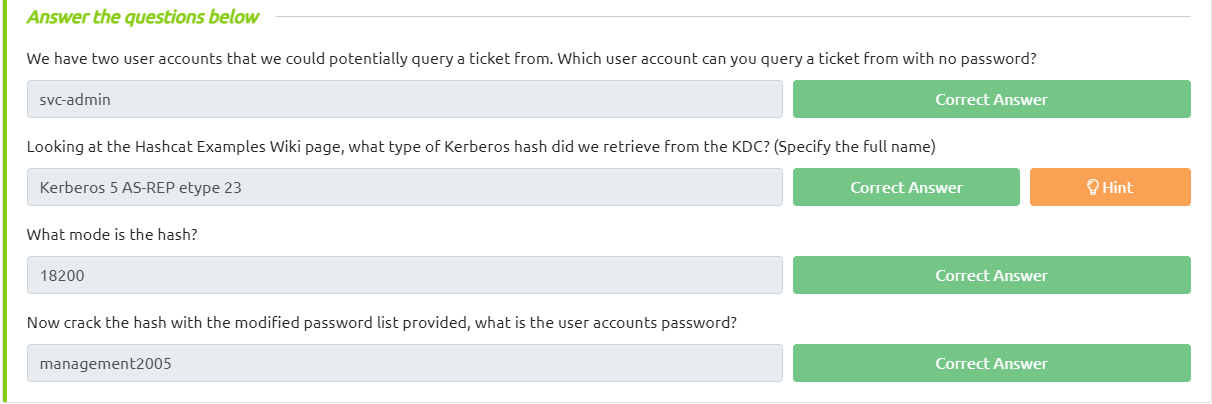 Answer the questions below
We have two user accounts that we could potentially query a ticket from. Which user account can you query a ticket from with no password?
svc-admin
Correct Answer
Looking at the Hashcat Examples Wiki page, what type of Kerberos hash did we retrieve from the KDC? (Specify the full name)
Kerberos 5 AS-REP etype 23
Correct Answer
Hint
What mode is the hash?
18200
Correct Answer
Now crack the hash with the modified password list provided, what is the user accounts password?
management2005
Correct Answer